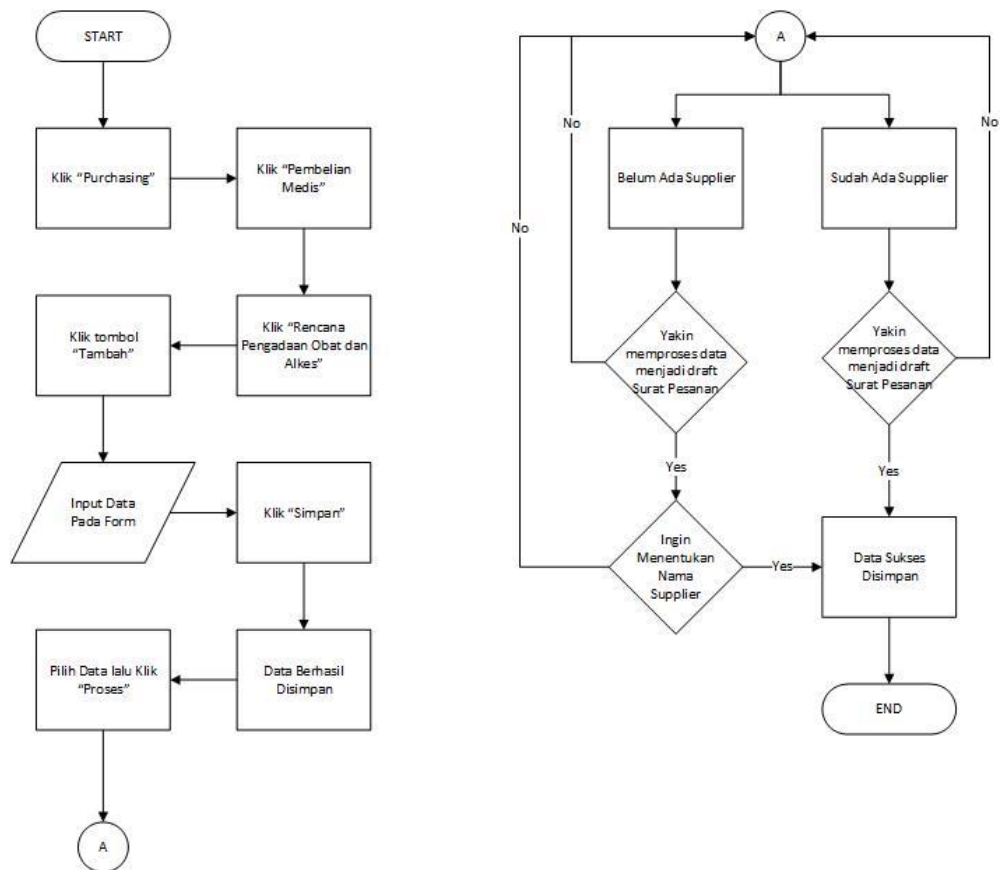 START
Klik “Purchasing”
Klik “Pembelian
Medis”
Klik “Rencana
Pengadaan Obat dan
Alkes”
Klik tombol
“Tambah”
Input Data
Pada Form
Klik “Simpan”
Data Berhasil
Disimpan
Pilih Data lalu Klik
“Proses”
A
A
No
No
No
Belum Ada Supplier
Sudah Ada Supplier
Yakin
memproses data
menjadi draft
Surat Pesanan
Yakin
memproses data
menjadi draft
Surat Pesanan
Yes
Yes
Ingin
Menentukan
Nama
Supplier
Yes
Data Sukses
Disimpan
END